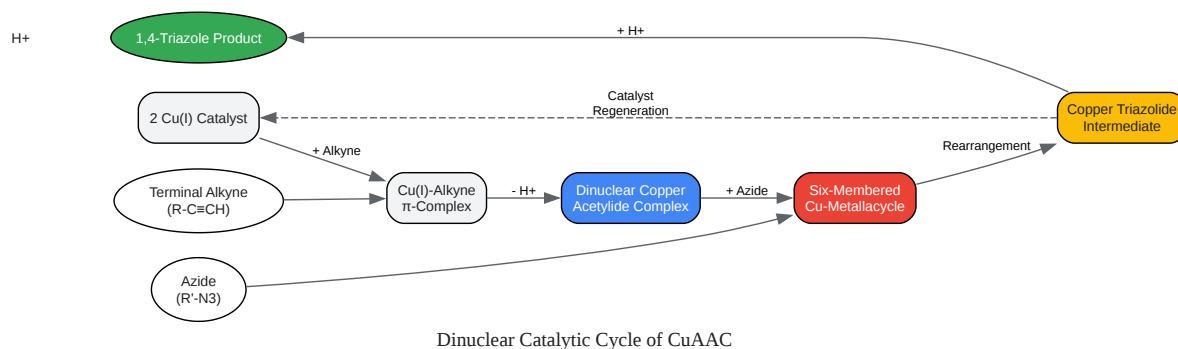 H+
1,4-Triazole Product
+ H+
2 Cu(I) Catalyst
Catalyst
Regeneration
Copper Triazolide
Intermediate
+ Alkyne
Rearrangement
Terminal Alkyne
(R-C≡CH)
Cu(I)-Alkyne
π-Complex
- H+
Dinuclear Copper
Acetylide Complex
+ Azide
Six-Membered
Cu-Metallacycle
Azide
(R'-N3)
Dinuclear Catalytic Cycle of CuAAC